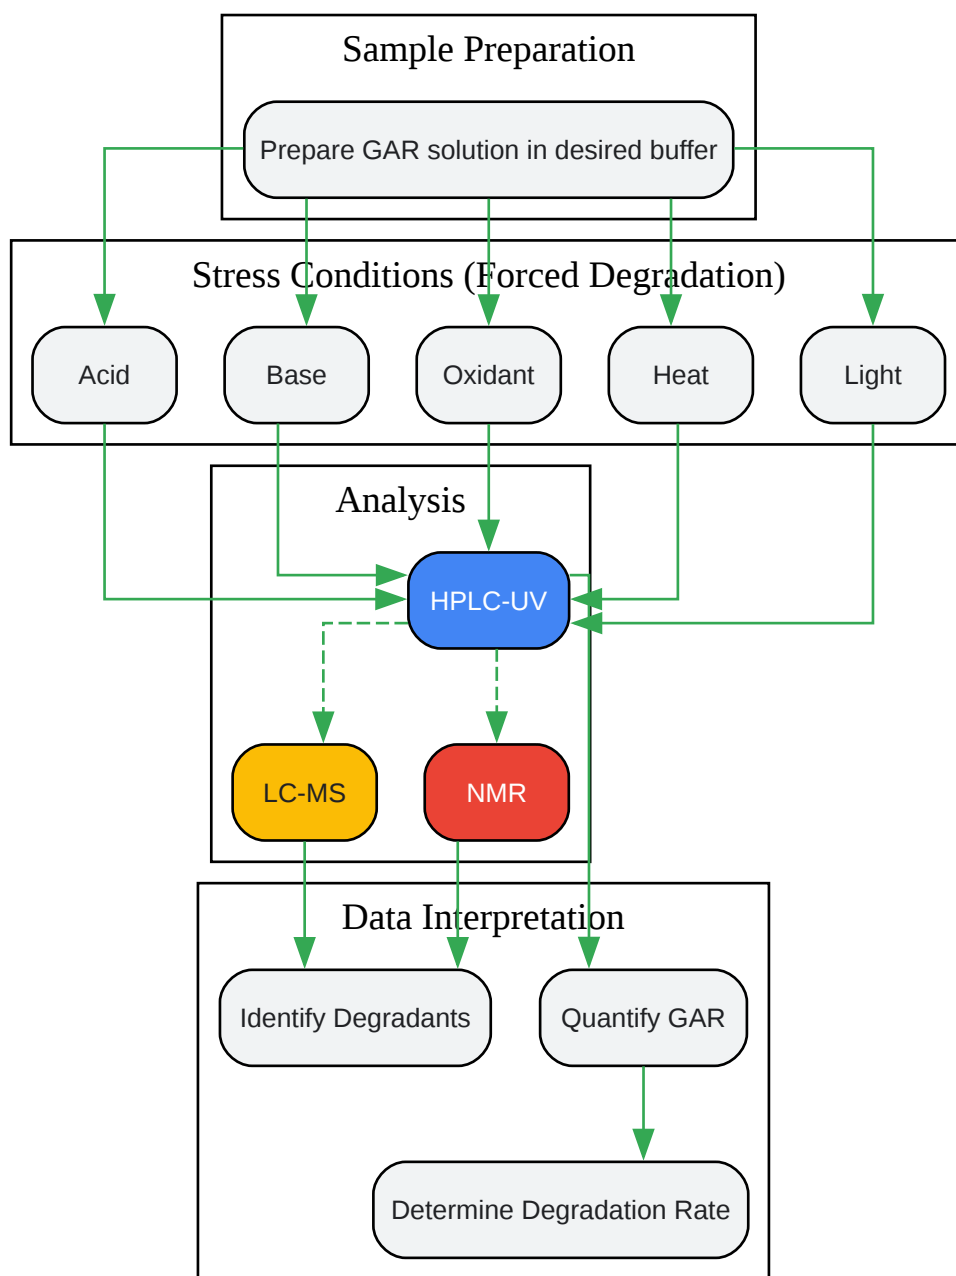 Sample Preparation
Prepare GAR solution in desired buffer
Stress Conditions (Forced Degradation)
Acid
Base
Oxidant
Heat
Light
Analysis
HPLC-UV
LC-MS
NMR
Data Interpretation
Identify Degradants
Quantify GAR
Determine Degradation Rate